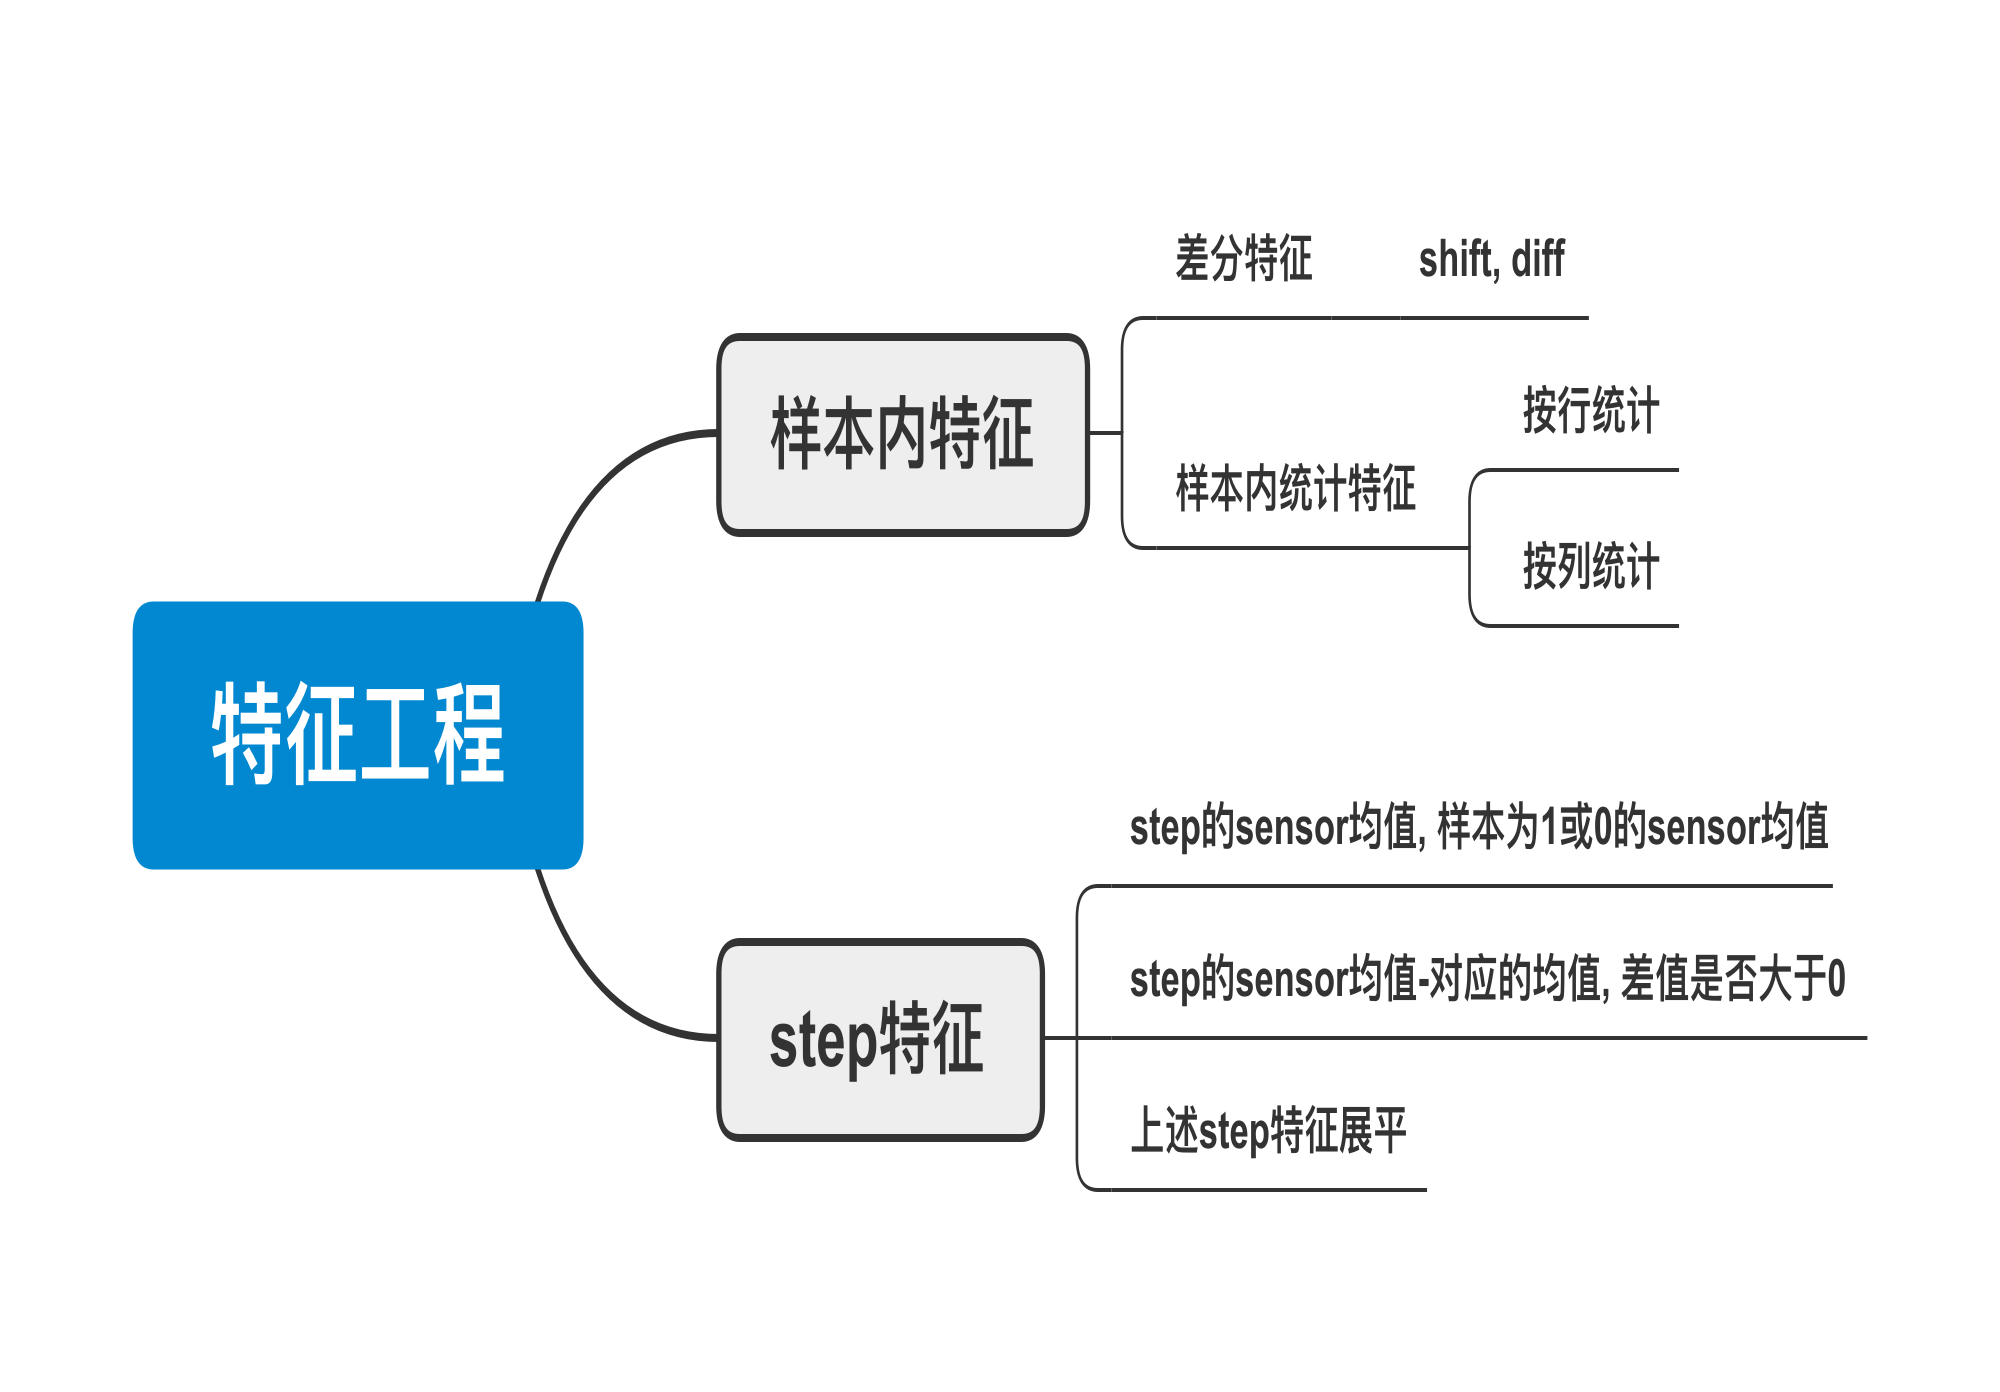 特征工程
样本内特征
差分特征
shift, diff
样本内统计特征
按行统计
按列统计
step特征
step的sensor均值, 样本为1或0的sensor均值
step的sensor均值-对应的均值, 差值是否大于0
上述step特征展平